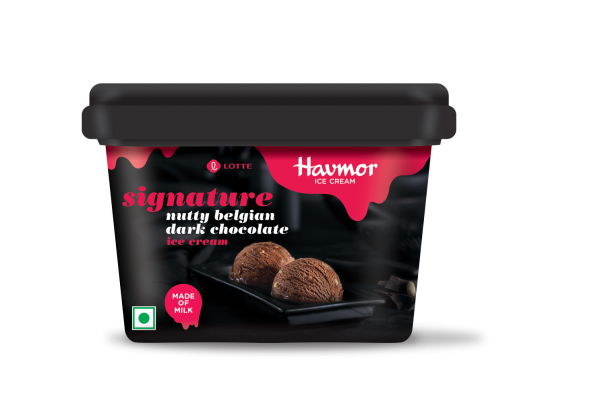 LOTTE
Havmor
ICE CREAM
signature
nutty belgian
dark chocolate
ice cream
MADE
OF
MILK